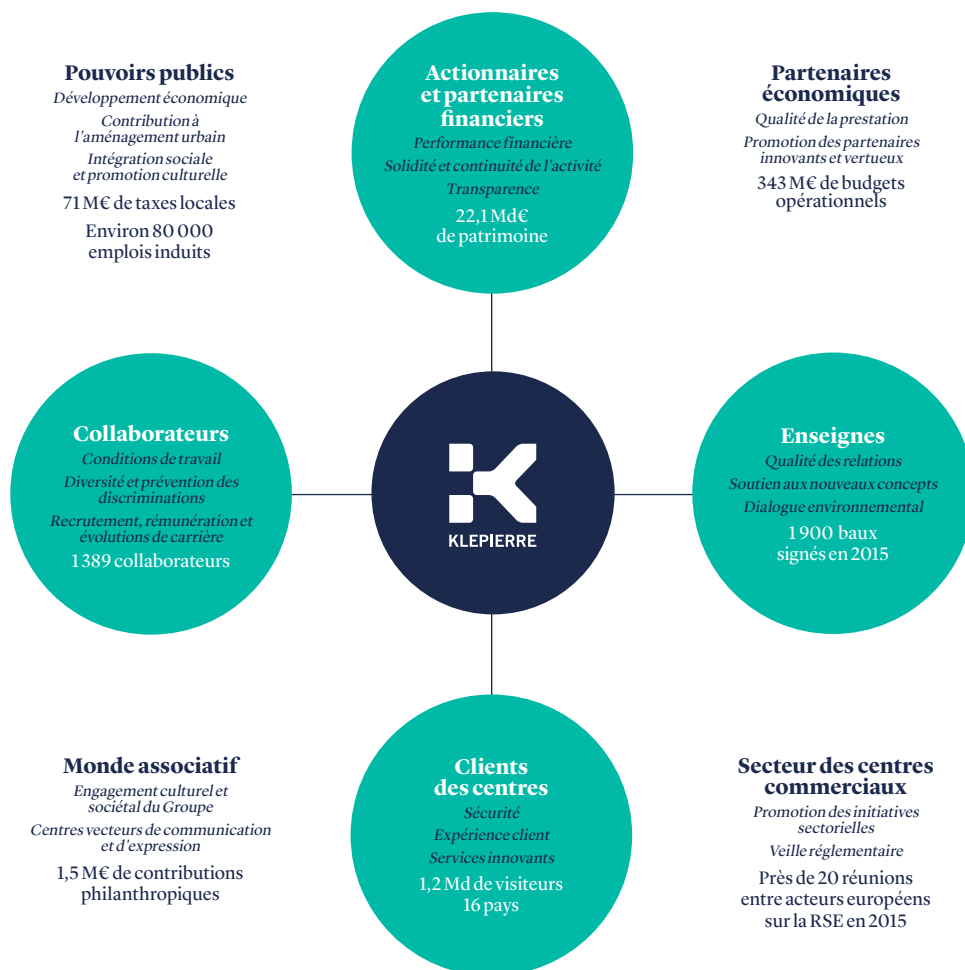 Pouvoirs publics
Développement économique
Contribution à
l'aménagement urbain
Intégration sociale
et promotion culturelle
71 M€ de taxes locales
Environ 80 000
emplois induits
Actionnaires
et partenaires
financiers
Performance financière
Solidité et continuité de l'activité
Transparence
22,1 Md€
de patrimoine
Partenaires
économiques
Qualité de la prestation
Promotion des partenaires
innovants et vertueux
343 M€ de budgets
opérationnels
Collaborateurs
Conditions de travail
Diversité et prévention des
discriminations
Recrutement, rémunération et
évolutions de carrière
1 389 collaborateurs
KLEPIERRE
Enseignes
Qualité des relations
Soutien aux nouveaux concepts
Dialogue environnemental
1 900 baux
signés en 2015
Monde associatif
Engagement culturel et
sociétal du Groupe
Centres vecteurs de communication
et d'expression
1,5 M€ de contributions
philanthropiques
Clients
des centres
Sécurité
Expérience client
Services innovants
1,2 Md de visiteurs
16 pays
Secteur des centres
commerciaux
Promotion des initiatives
sectorielles
Veille réglementaire
Près de 20 réunions
entre acteurs européens
sur la RSE en 2015